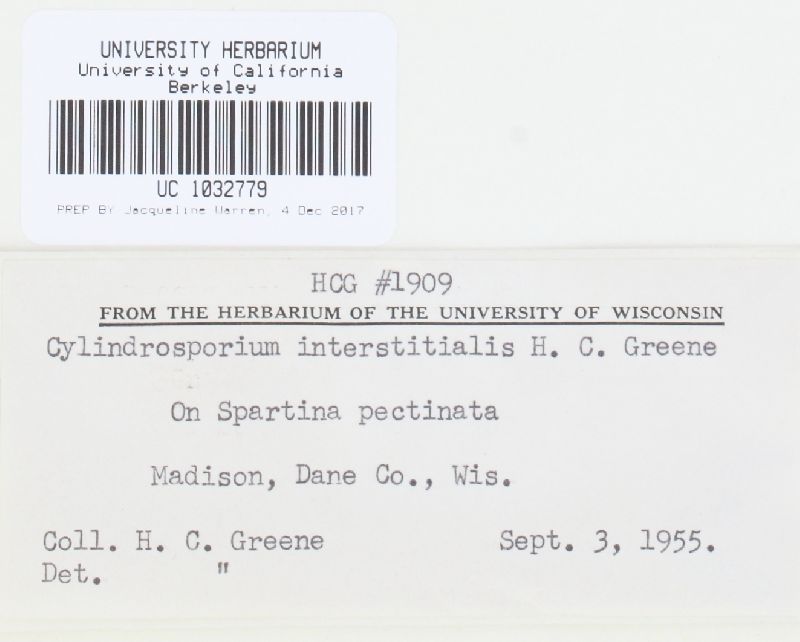 UNIVERSITY HERBARIUM
University of California
Berkeley
UC 1032779
PREP BY Jacqueline Warren, 4 Dec 2017
HCG #1909
FROM THE HERBARIUM OF THE UNIVERSITY OF WISCONSIN
Cylindrosporium interstitialis H. C. Greene
On Spartina pectinata
Madison, Dane Co., Wis.
Coll. H. C. Greene Sept. 3, 1955.
Det. "